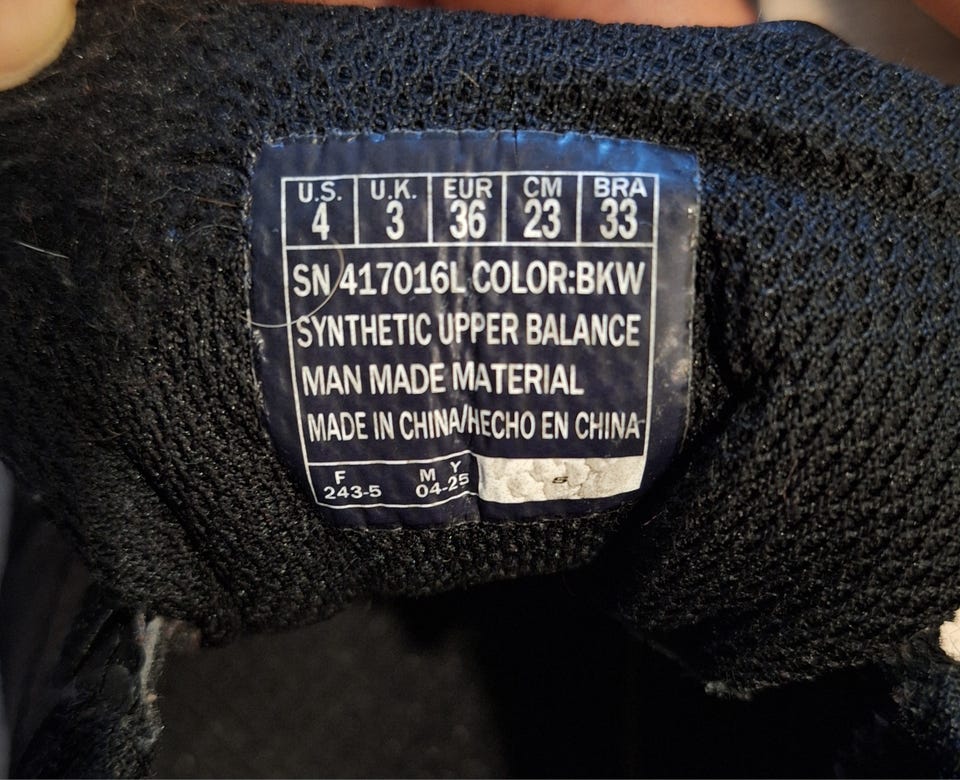 U.S. U.K. EUR CM BRA
4 3 36 23 33
SN 417016L COLOR:BKW
SYNTHETIC UPPER BALANCE
MAN MADE MATERIAL
MADE IN CHINA/HECHO EN CHINA
F M Y
243-5 04-25